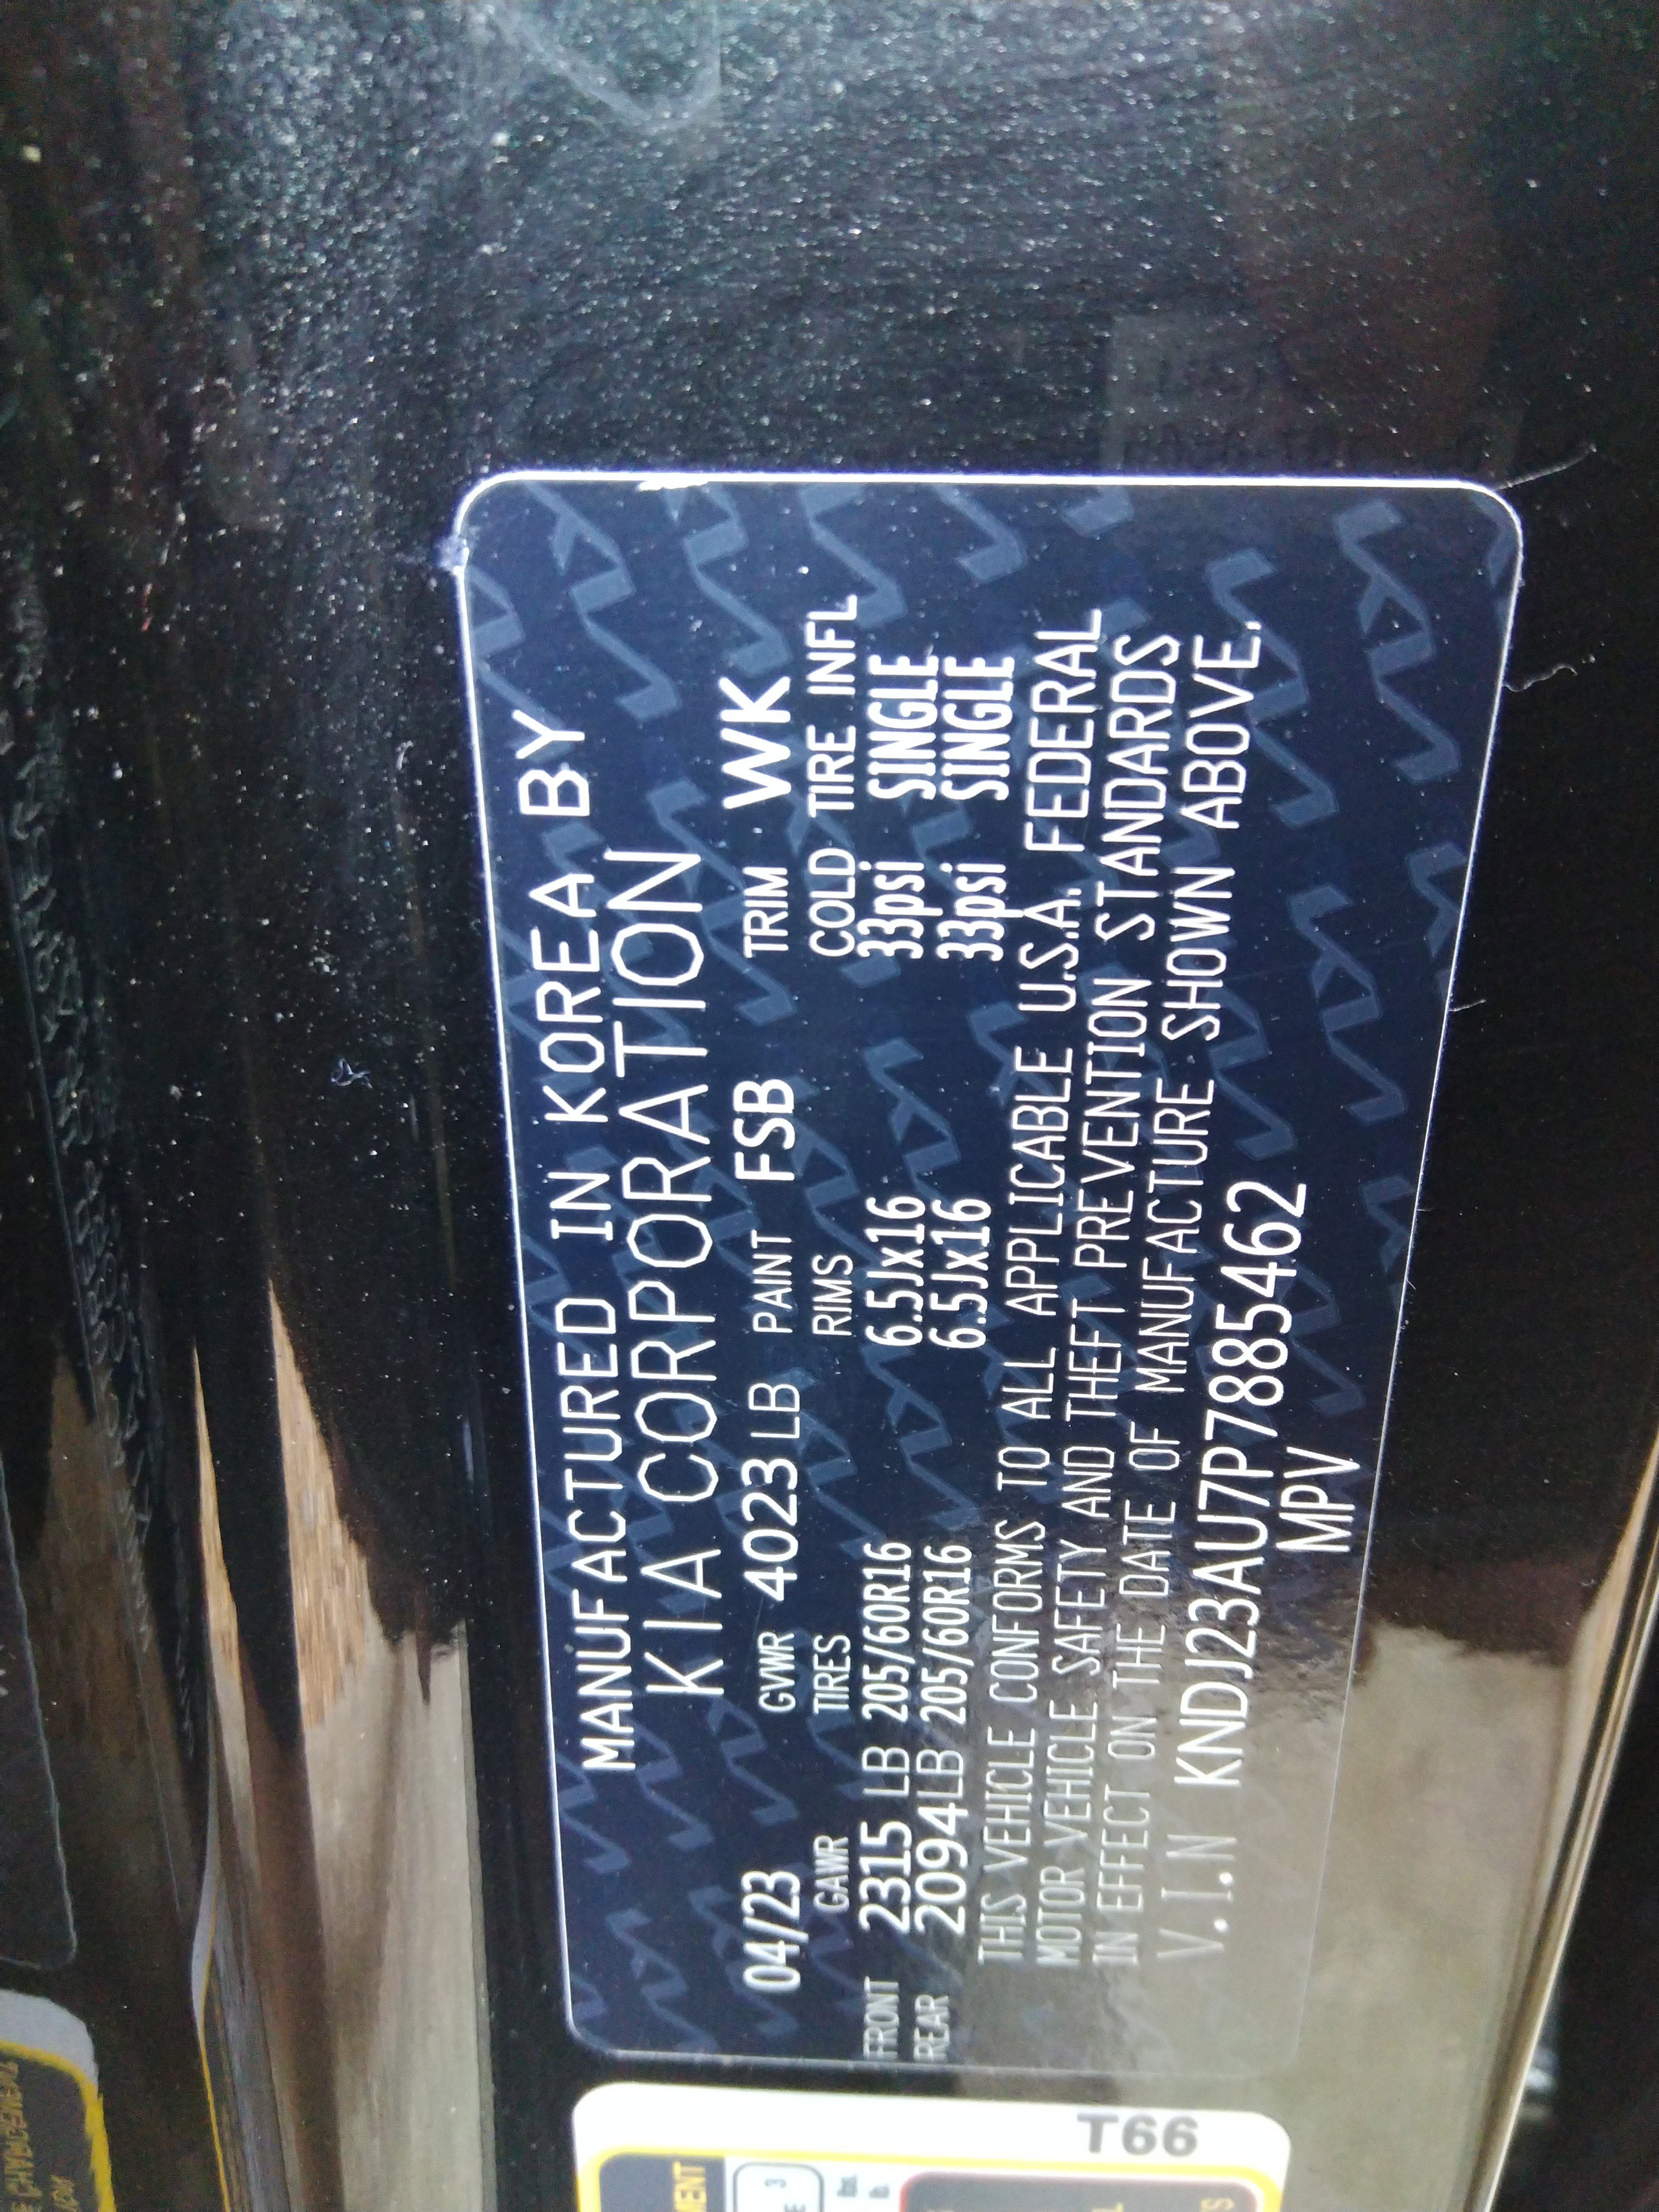 MANUFACTURED IN KOREA BY
KIA CORPORATION
04/23 GVWR 4023 LB PAINT FSB TRIM WK
GAWR TIRES RIMS COLD TIRE INFL
FRONT 2315 LB 205/60R16 6.5Jx16 33psi SINGLE
REAR 2094LB 205/60R16 6.5Jx16 33psi SINGLE
THIS VEHICLE CONFORMS TO ALL APPLICABLE U.S.A. FEDERAL
MOTOR VEHICLE SAFETY AND THEFT PREVENTION STANDARDS
IN EFFECT ON THE DATE OF MANUFACTURE SHOWN ABOVE.
V.I.N KNDJ23AU7P7885462
MPV
T66